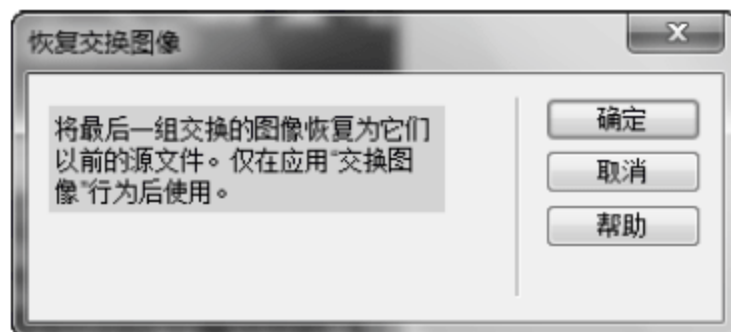 恢复交换图像
将最后一组交换的图像恢复为它们
以前的源文件。仅在应用“交换图
像”行为后使用。
确定
取消
帮助